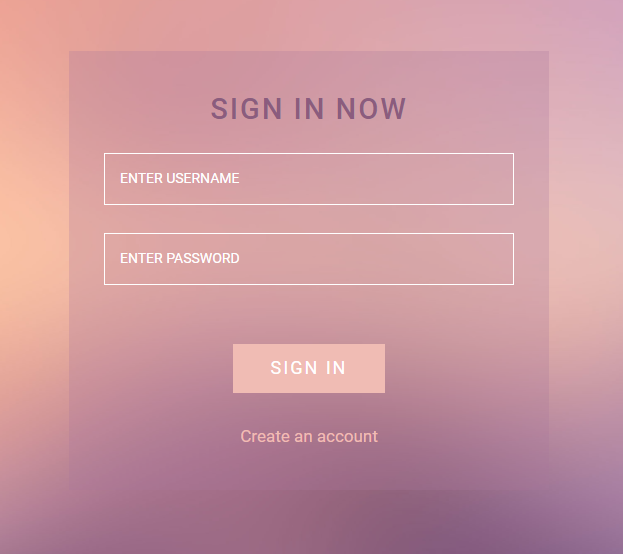 SIGN IN NOW
ENTER USERNAME
ENTER PASSWORD
SIGN IN
Create an account